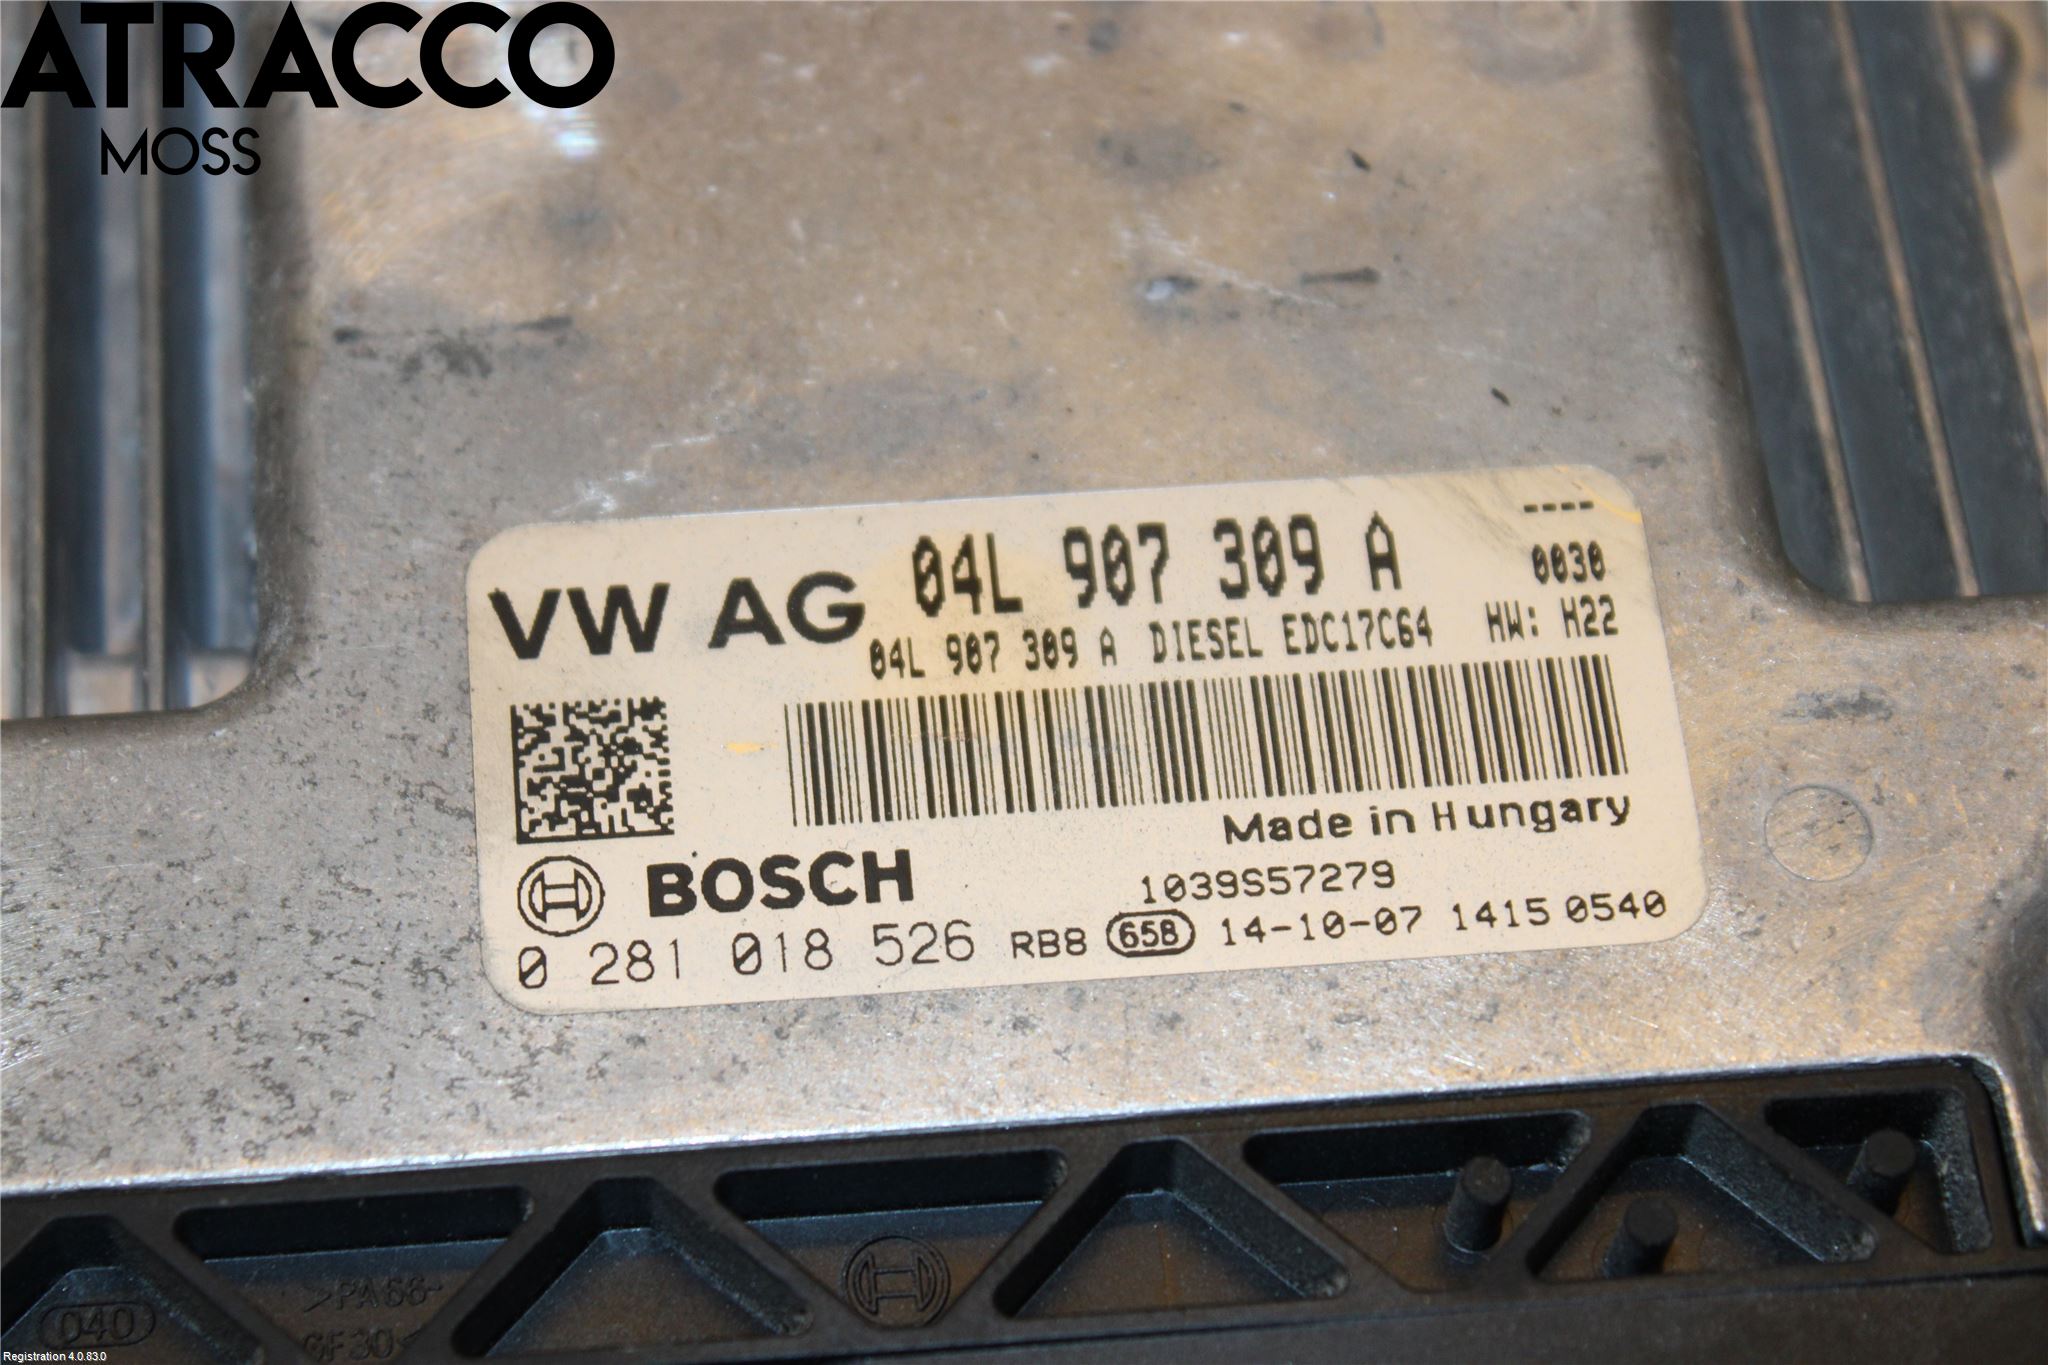 ATRACCO
MOSS
----
VW AG 04L 907 309 A 0030
04L 907 309 A DIESEL EDC17C64 HW: H22
Made in Hungary
BOSCH 1039S57279
0 281 018 526 RB8 658 14-10-07 1415 0540
>PA66-
GF30<
040
Registration 4.0.83.0